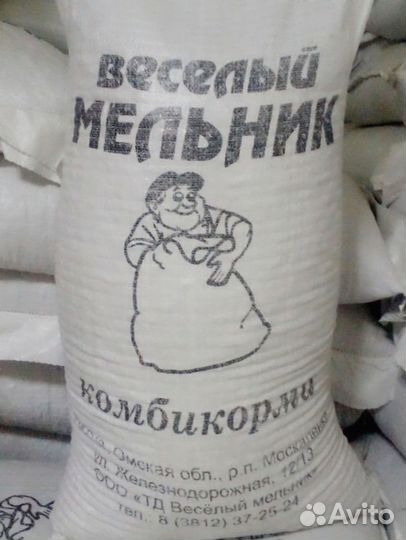 веселый
МЕЛЬНИК
комбикорми
Омская обл., р.п. Москаленки
ул. Железнодорожная, 12/13
ООО «ТД Весёлый мельник»
тел.: 8 (3812) 37-25-24
Avito